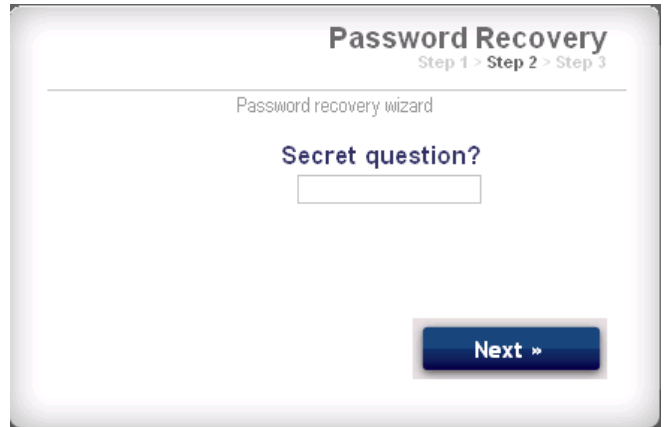 Password Recovery
Step 1 > Step 2 > Step 3
Password recovery wizard
Secret question?
Next »